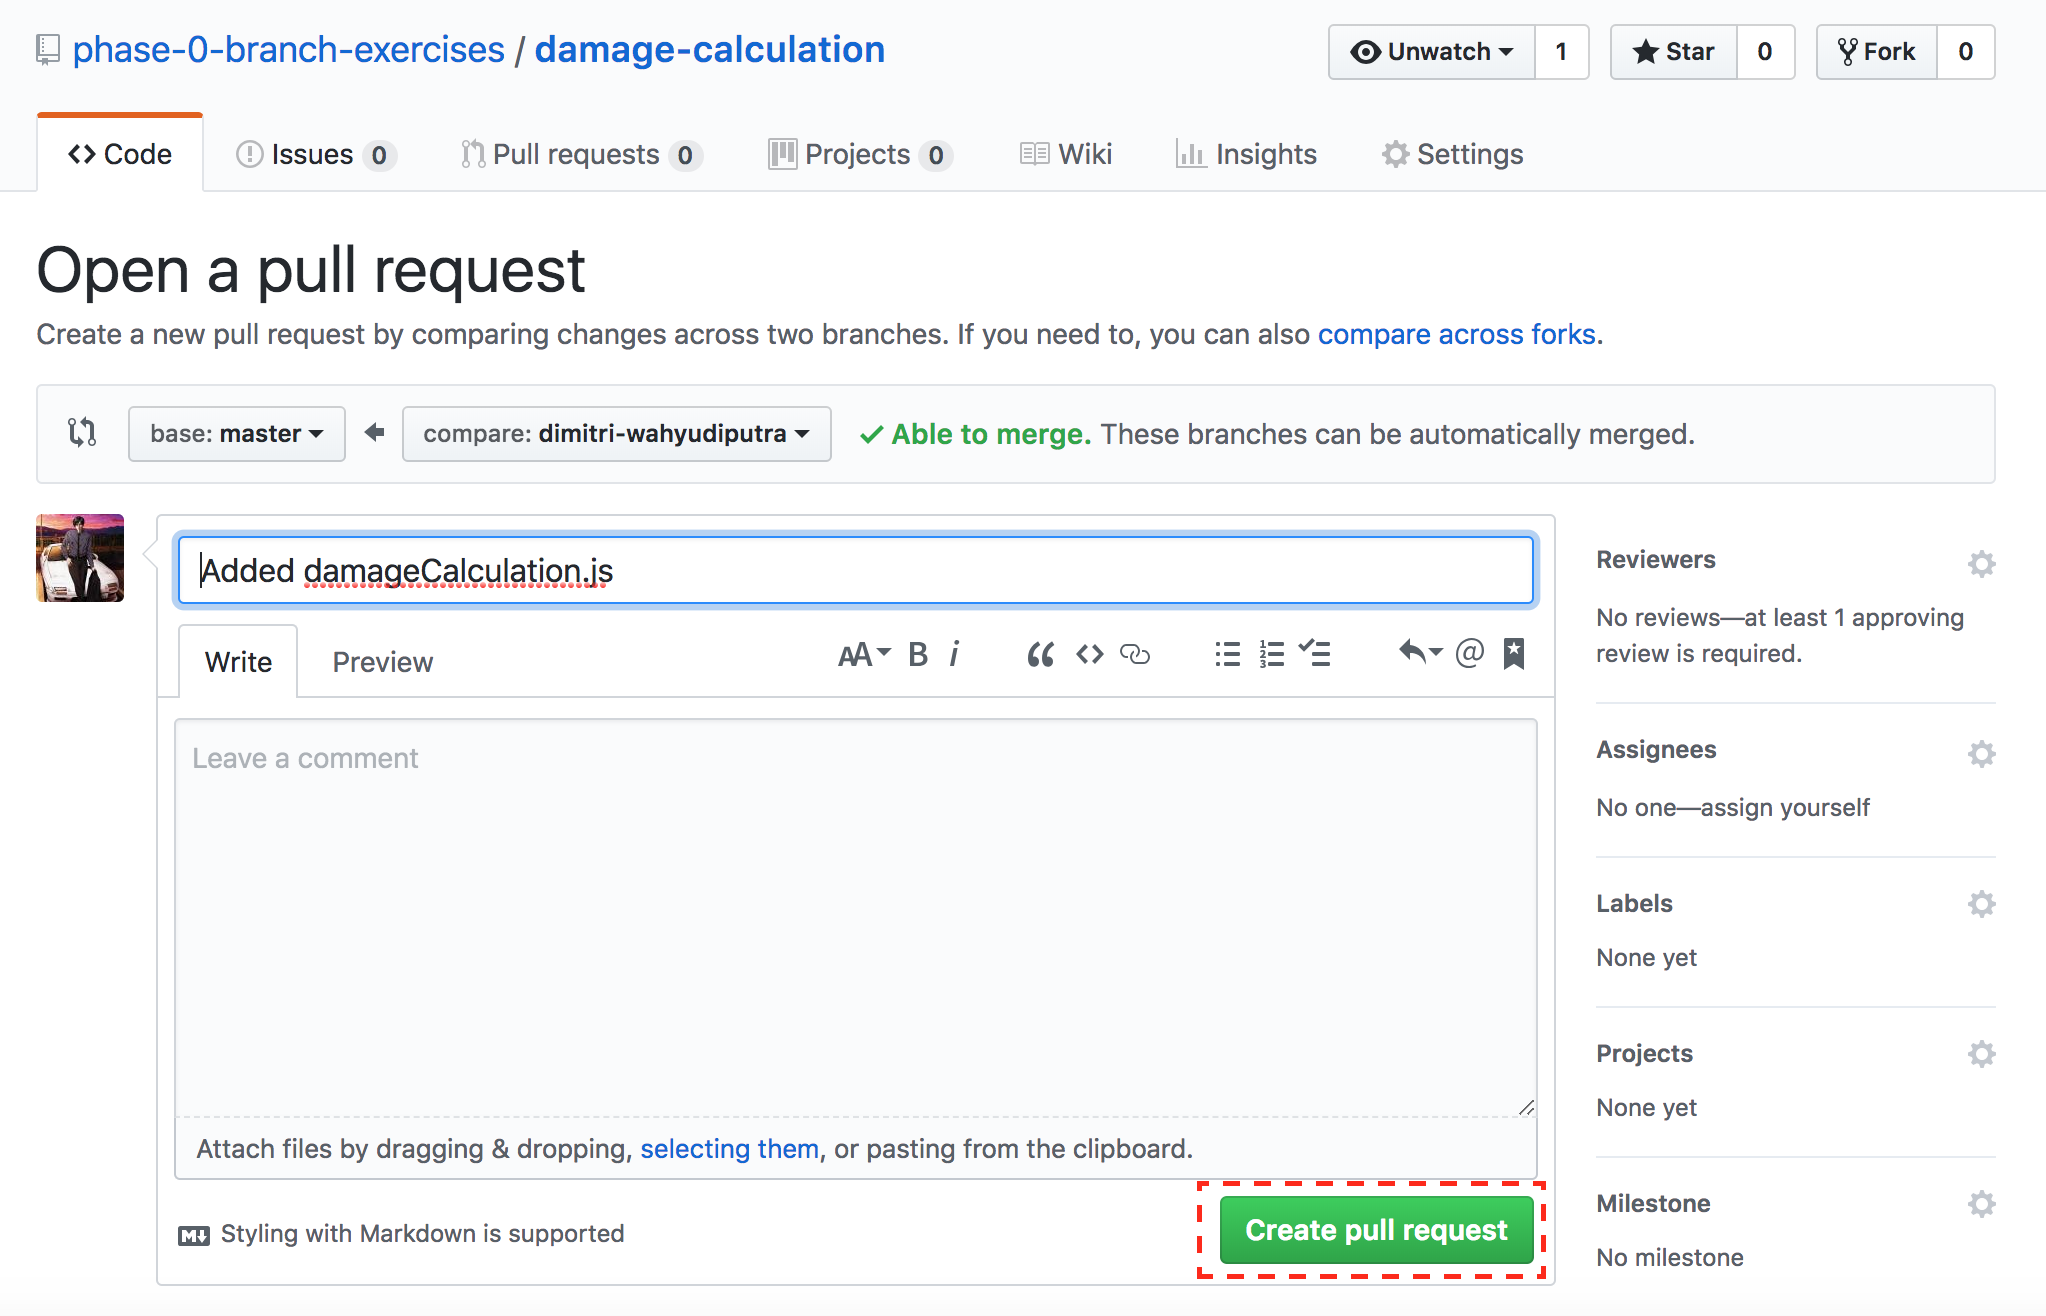 phase-0-branch-exercises / damage-calculation
Unwatch 1 Star 0 Fork 0
Code Issues 0 Pull requests 0 Projects 0 Wiki Insights Settings
Open a pull request
Create a new pull request by comparing changes across two branches. If you need to, you can also compare across forks.
base: master compare: dimitri-wahyudiputra Able to merge. These branches can be automatically merged.
Added damageCalculation.js
Write Preview AA B i “ <> 1 2 3 @
Leave a comment
Attach files by dragging & dropping, selecting them, or pasting from the clipboard.
M Styling with Markdown is supported
Create pull request
Reviewers
No reviews—at least 1 approving
review is required.
Assignees
No one—assign yourself
Labels
None yet
Projects
None yet
Milestone
No milestone